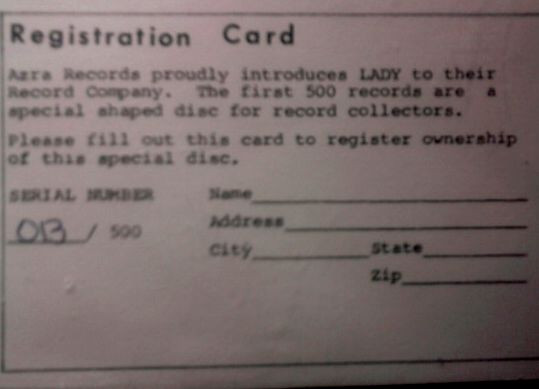 Registration Card
Azra Records proudly introduces LADY to their
Record Company. The first 500 records are a
special shaped disc for record collectors.
Please fill out this card to register ownership
of this special disc.
SERIAL NUMBER Name
013 / 500 Address
City State
Zip